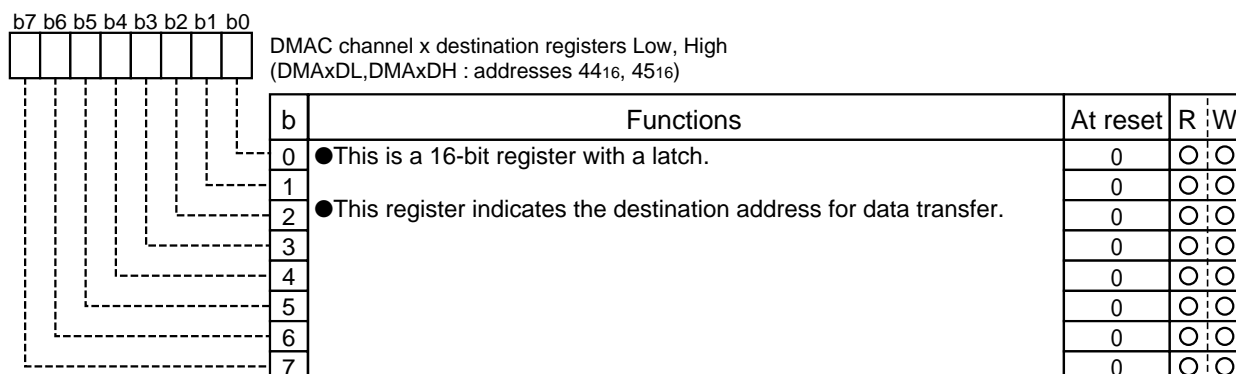 b7 b6 b5 b4 b3 b2 b1 b0
DMAC channel x destination registers Low, High
(DMAxDL,DMAxDH : addresses 4416, 4516)
b Functions At reset R W
0 ●This is a 16-bit register with a latch. 0 O O
1 0 O O
2 ●This register indicates the destination address for data transfer. 0 O O
3 0 O O
4 0 O O
5 0 O O
6 0 O O
7 0 O O